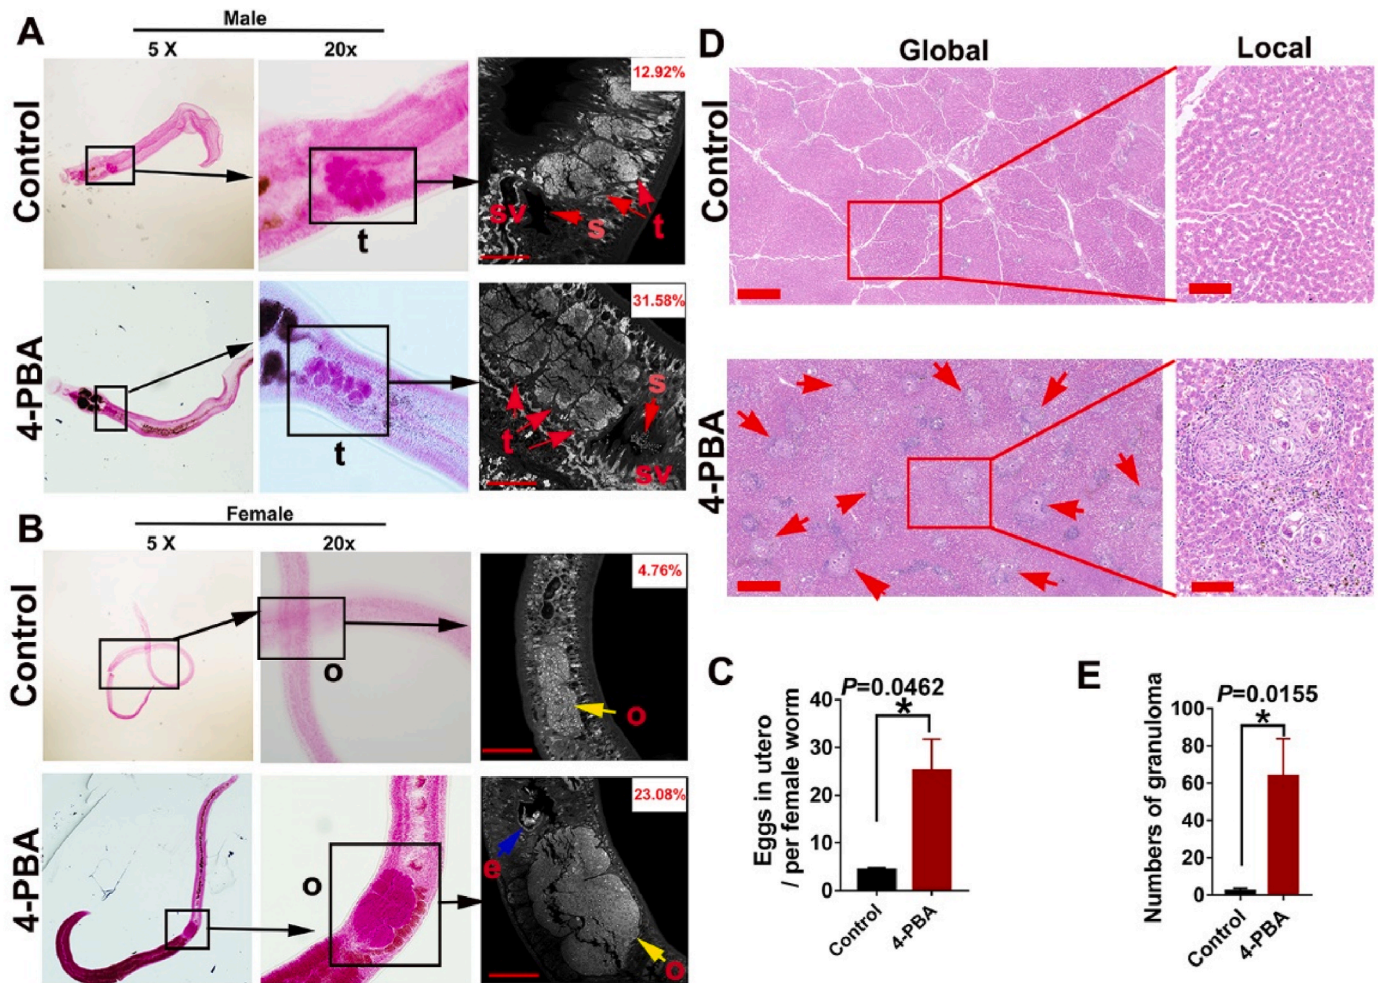 A
Male
5 X
20x
Control
12.92%
t
sv
s
t
4-PBA
31.58%
t
t
s
sv
B
Female
5 X
20x
Control
4.76%
o
o
4-PBA
23.08%
o
e
o
D
Global
Local
Control
4-PBA
C
P=0.0462
*
Eggs in utero
/ per female worm
40
30
20
10
0
Control
4-PBA
E
P=0.0155
*
Numbers of granuloma
100
80
60
40
20
0
Control
4-PBA